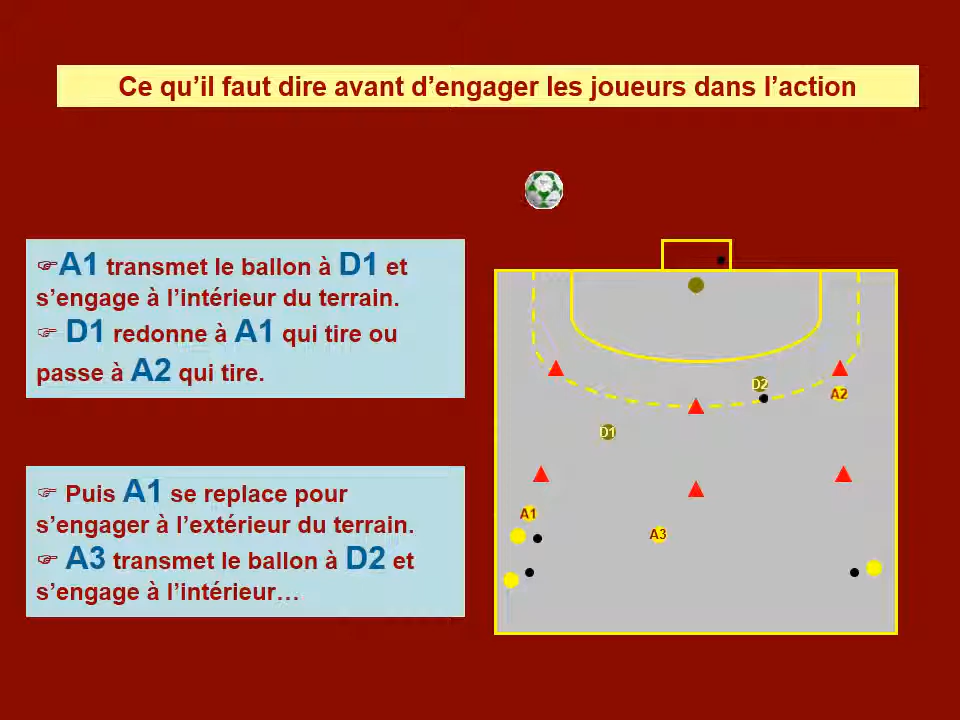 Ce qu’il faut dire avant d’engager les joueurs dans l’action
☞A1 transmet le ballon à D1 et
s’engage à l’intérieur du terrain.
☞ D1 redonne à A1 qui tire ou
passe à A2 qui tire.
☞ Puis A1 se replace pour
s’engager à l’extérieur du terrain.
☞ A3 transmet le ballon à D2 et
s’engage à l’intérieur…
D2
A2
D1
A1
A3